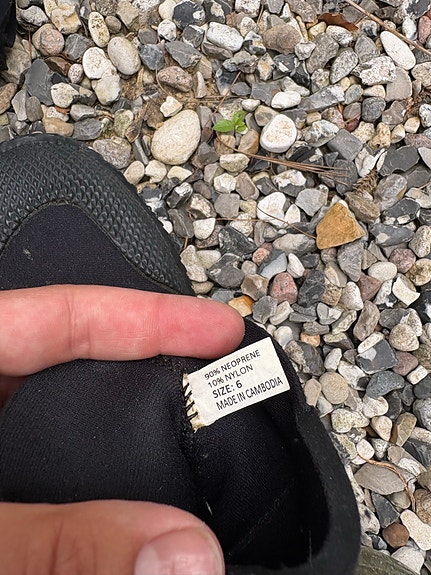 90% NEOPRENE
10% NYLON
SIZE: 6
MADE IN CAMBODIA